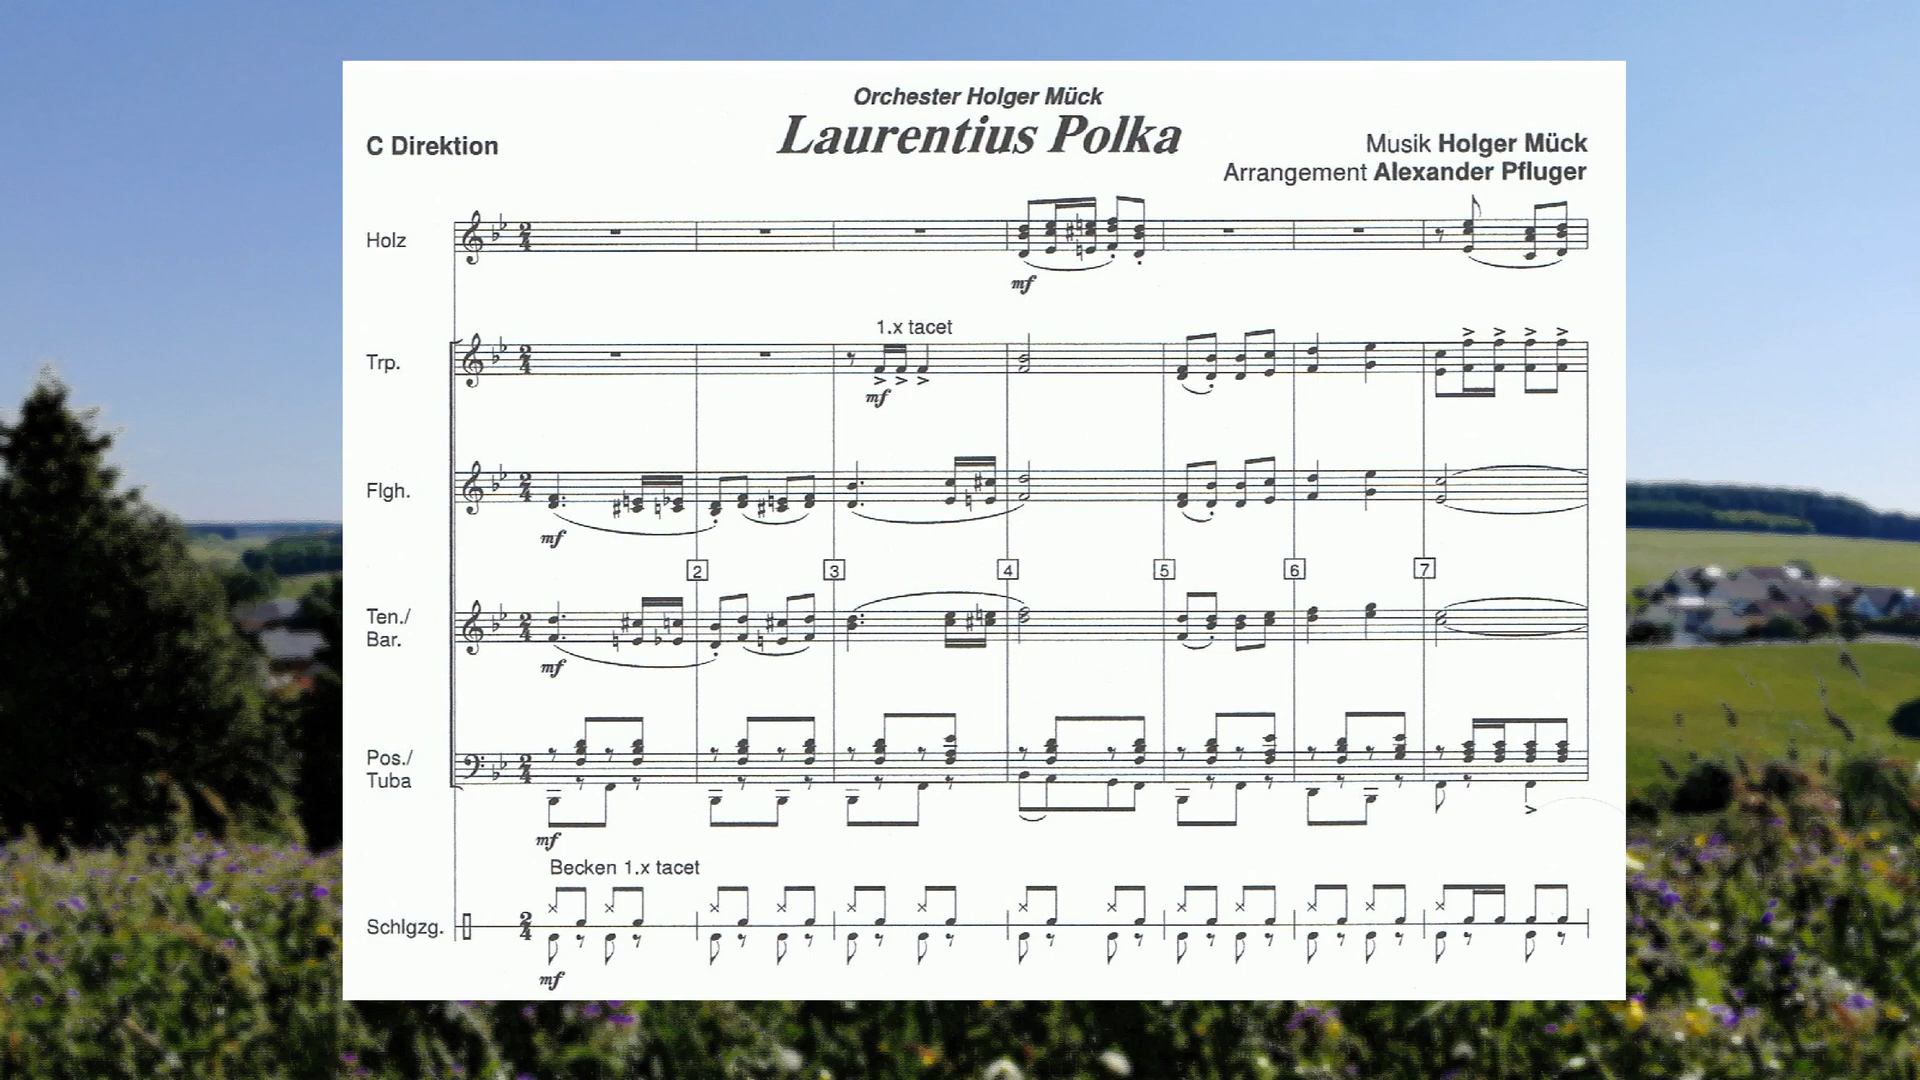 Orchester Holger Mück
Laurentius Polka
C Direktion
Musik Holger Mück
Arrangement Alexander Pfluger
Holz
mf
1.x tacet
Trp.
mf
Flgh.
mf
2 3 4 5 6 7
Ten./
Bar.
mf
Pos./
Tuba
mf
Becken 1.x tacet
Schlgzg.
mf